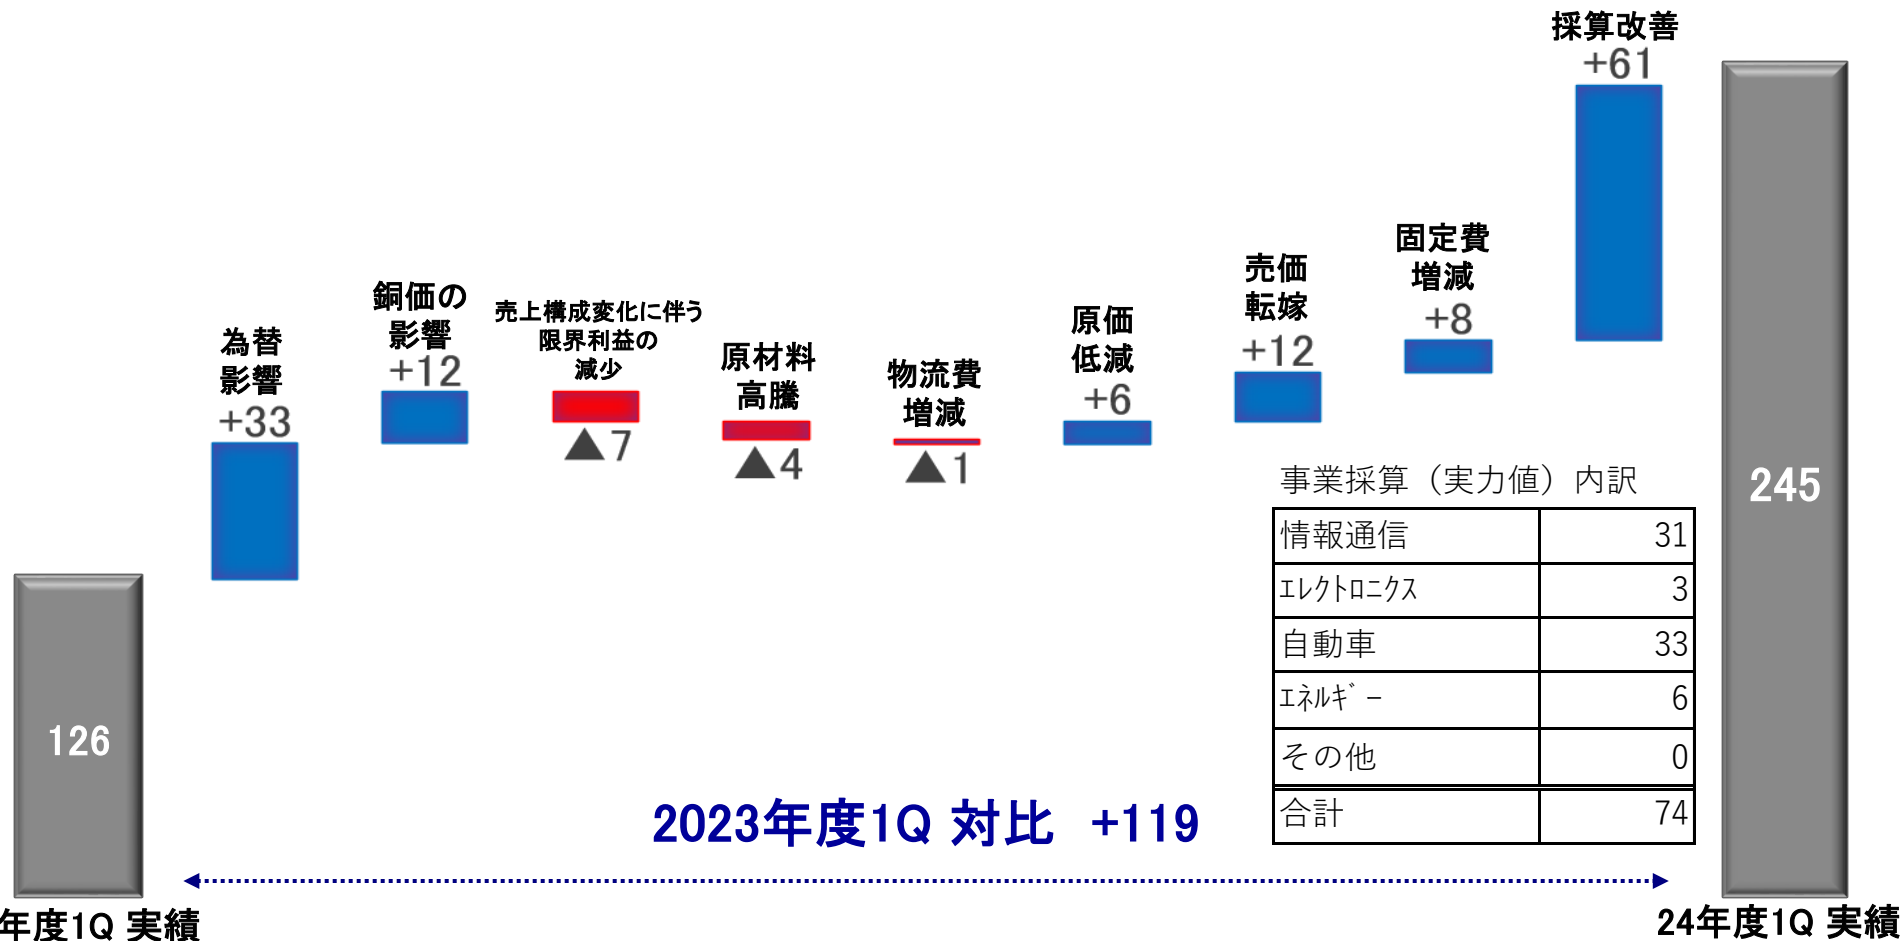 採算改善
+61
固定費
増減
+8
売価
転嫁
+12
銅価の
影響
+12
売上構成変化に伴う
限界利益の
減少
▲7
原価
低減
+6
為替
影響
+33
原材料
高騰
▲4
物流費
増減
▲1
事業採算（実力値）内訳
情報通信 31
ｴﾚｸﾄﾛﾆｸｽ 3
自動車 33
ｴﾈﾙｷﾞｰ 6
その他 0
合計 74
245
126
2023年度1Q 対比 +119
年度1Q 実績
24年度1Q 実績